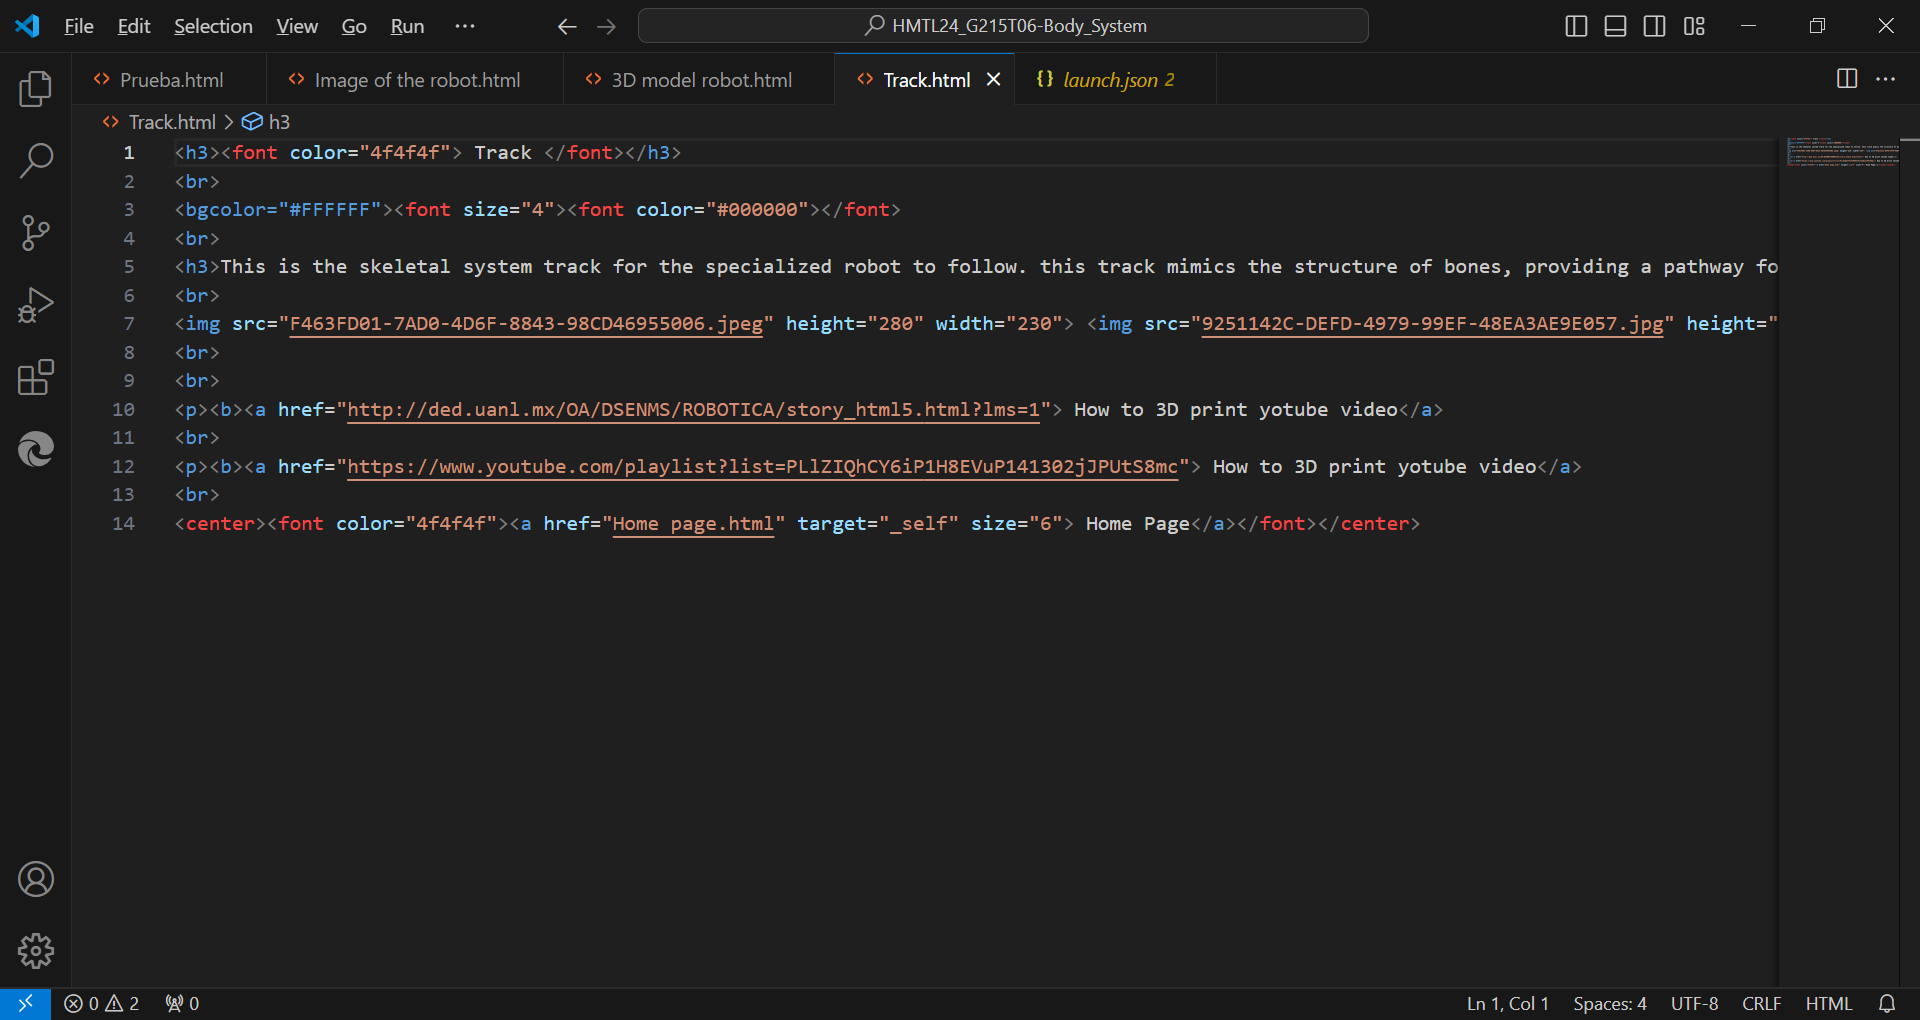 File Edit Selection View Go Run ··· HMTL24_G215T06-Body_System
Prueba.html Image of the robot.html 3D model robot.html Track.html launch.json 2
Track.html > h3
1 <h3><font color="4f4f4f"> Track </font></h3>
2 <br>
3 <bgcolor="#FFFFFF"><font size="4"><font color="#000000"></font>
4 <br>
5 <h3>This is the skeletal system track for the specialized robot to follow. this track mimics the structure of bones, providing a pathway fo
6 <br>
7 <img src="F463FD01-7AD0-4D6F-8843-98CD46955006.jpeg" height="280" width="230"> <img src="9251142C-DEFD-4979-99EF-48EA3AE9E057.jpg" height="
8 <br>
9 <br>
10 <p><b><a href="http://ded.uanl.mx/OA/DSENMS/ROBOTICA/story_html5.html?lms=1"> How to 3D print yotube video</a>
11 <br>
12 <p><b><a href="https://www.youtube.com/playlist?list=PLlZIQhCY6iP1H8EVuP141302jJPUtS8mc"> How to 3D print yotube video</a>
13 <br>
14 <center><font color="4f4f4f"><a href="Home page.html" target="_self" size="6"> Home Page</a></font></center>
0 2 0 Ln 1, Col 1 Spaces: 4 UTF-8 CRLF HTML